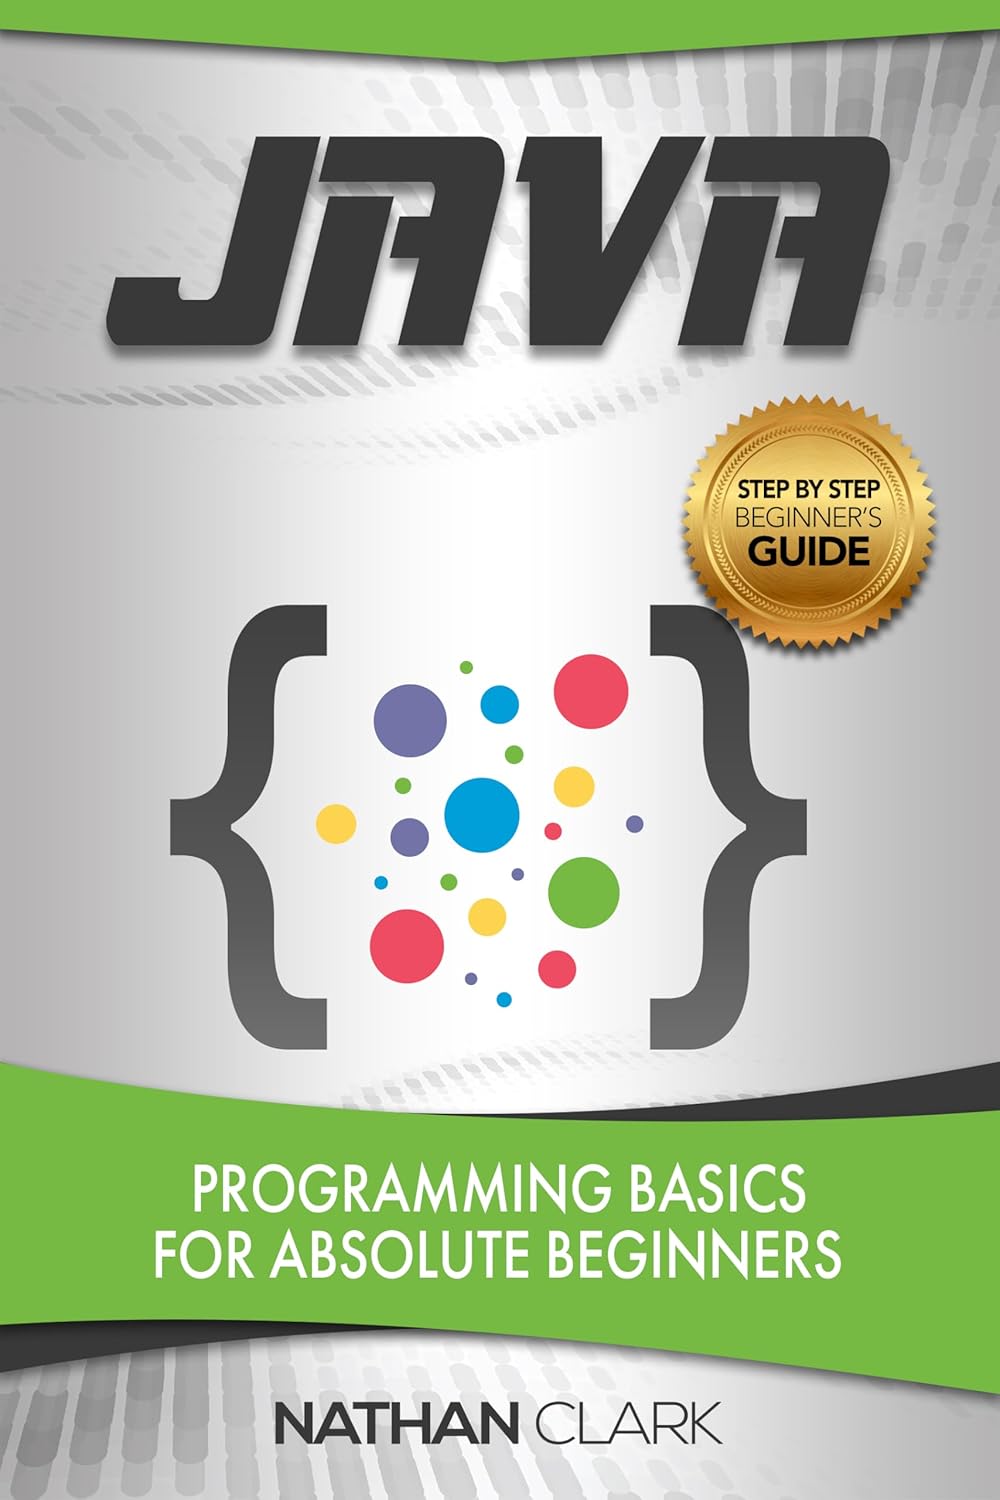 JAVA
STEP BY STEP
BEGINNER'S
GUIDE
{ }
PROGRAMMING BASICS
FOR ABSOLUTE BEGINNERS
NATHAN CLARK